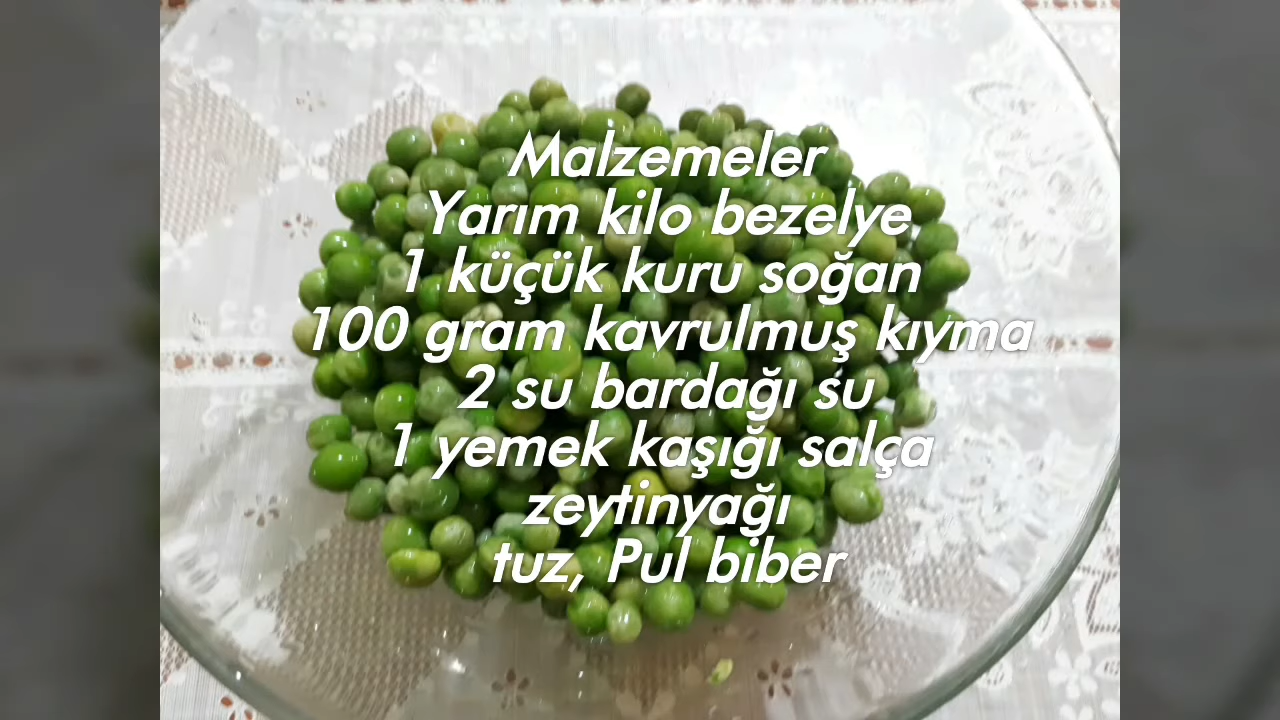 Malzemeler
Yarım kilo bezelye
1 küçük kuru soğan
100 gram kavrulmuş kıyma
2 su bardağı su
1 yemek kaşığı salça
zeytinyağı
tuz, Pul biber